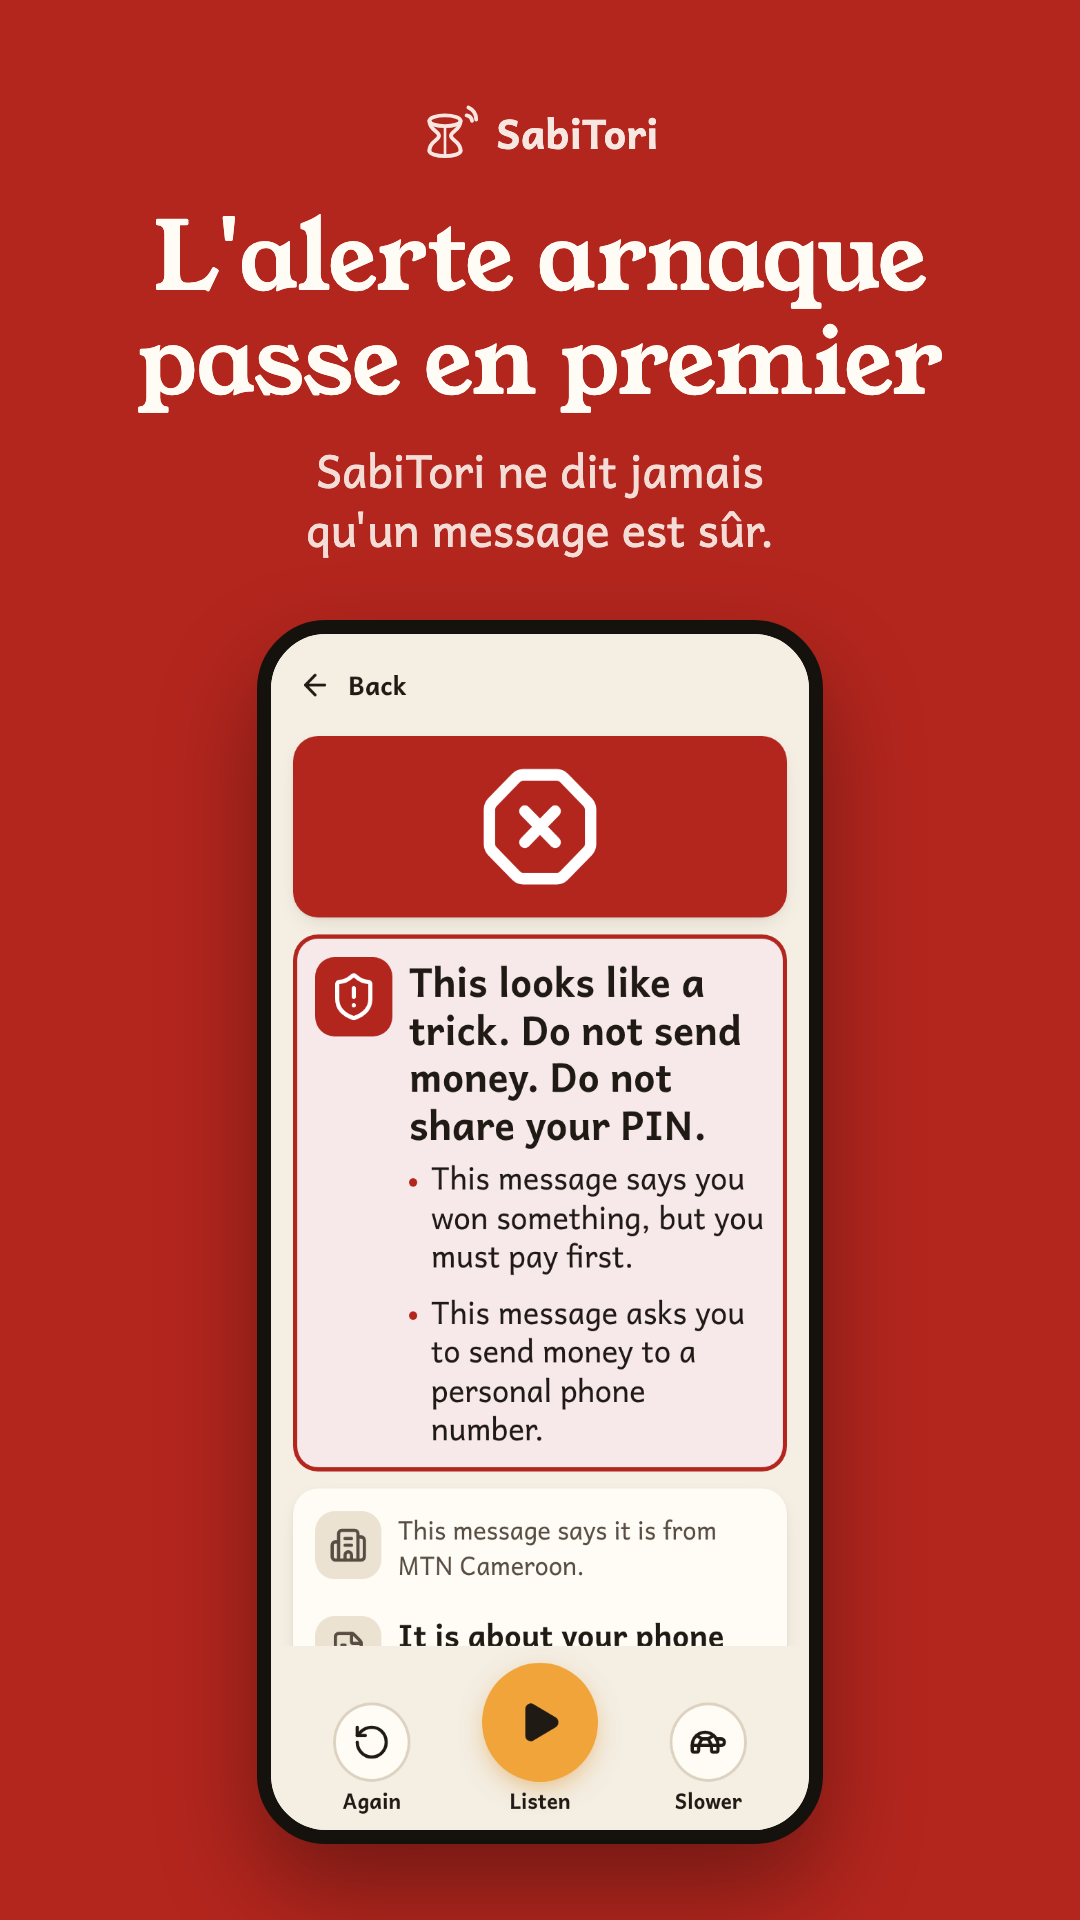 SabiTori
L'alerte arnaque
passe en premier
SabiTori ne dit jamais
qu'un message est sûr.
Back
This looks like a
trick. Do not send
money. Do not
share your PIN.
• This message says you
won something, but you
must pay first.
• This message asks you
to send money to a
personal phone
number.
This message says it is from
MTN Cameroon.
It is about your phone
Again
Listen
Slower